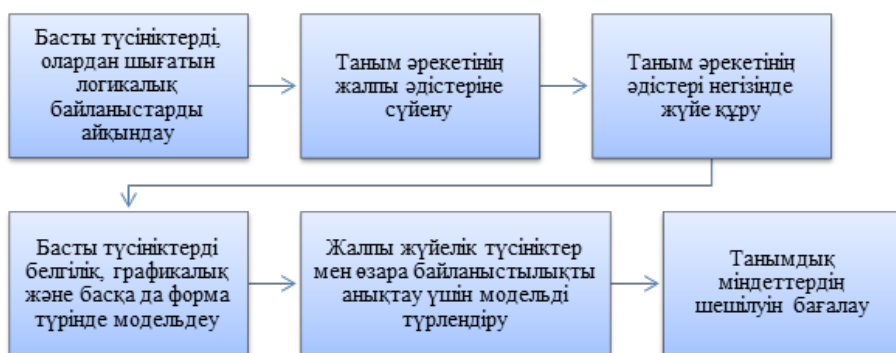 Басты түсініктерді,
олардан шығатын
логикалық
байланыстарды
айқындау
Таным әрекетінің
жалпы әдістеріне
сүйену
Таным әрекетінің
әдістері негізінде
жүйе құру
Басты түсініктерді
белгілік, графикалық
және басқа да форма
түрінде модельдеу
Жалпы жүйелік түсініктер
мен өзара байланыстылықты
анықтау үшін модельді
түрлендіру
Танымдық
міндеттердің
шешілуін бағалау